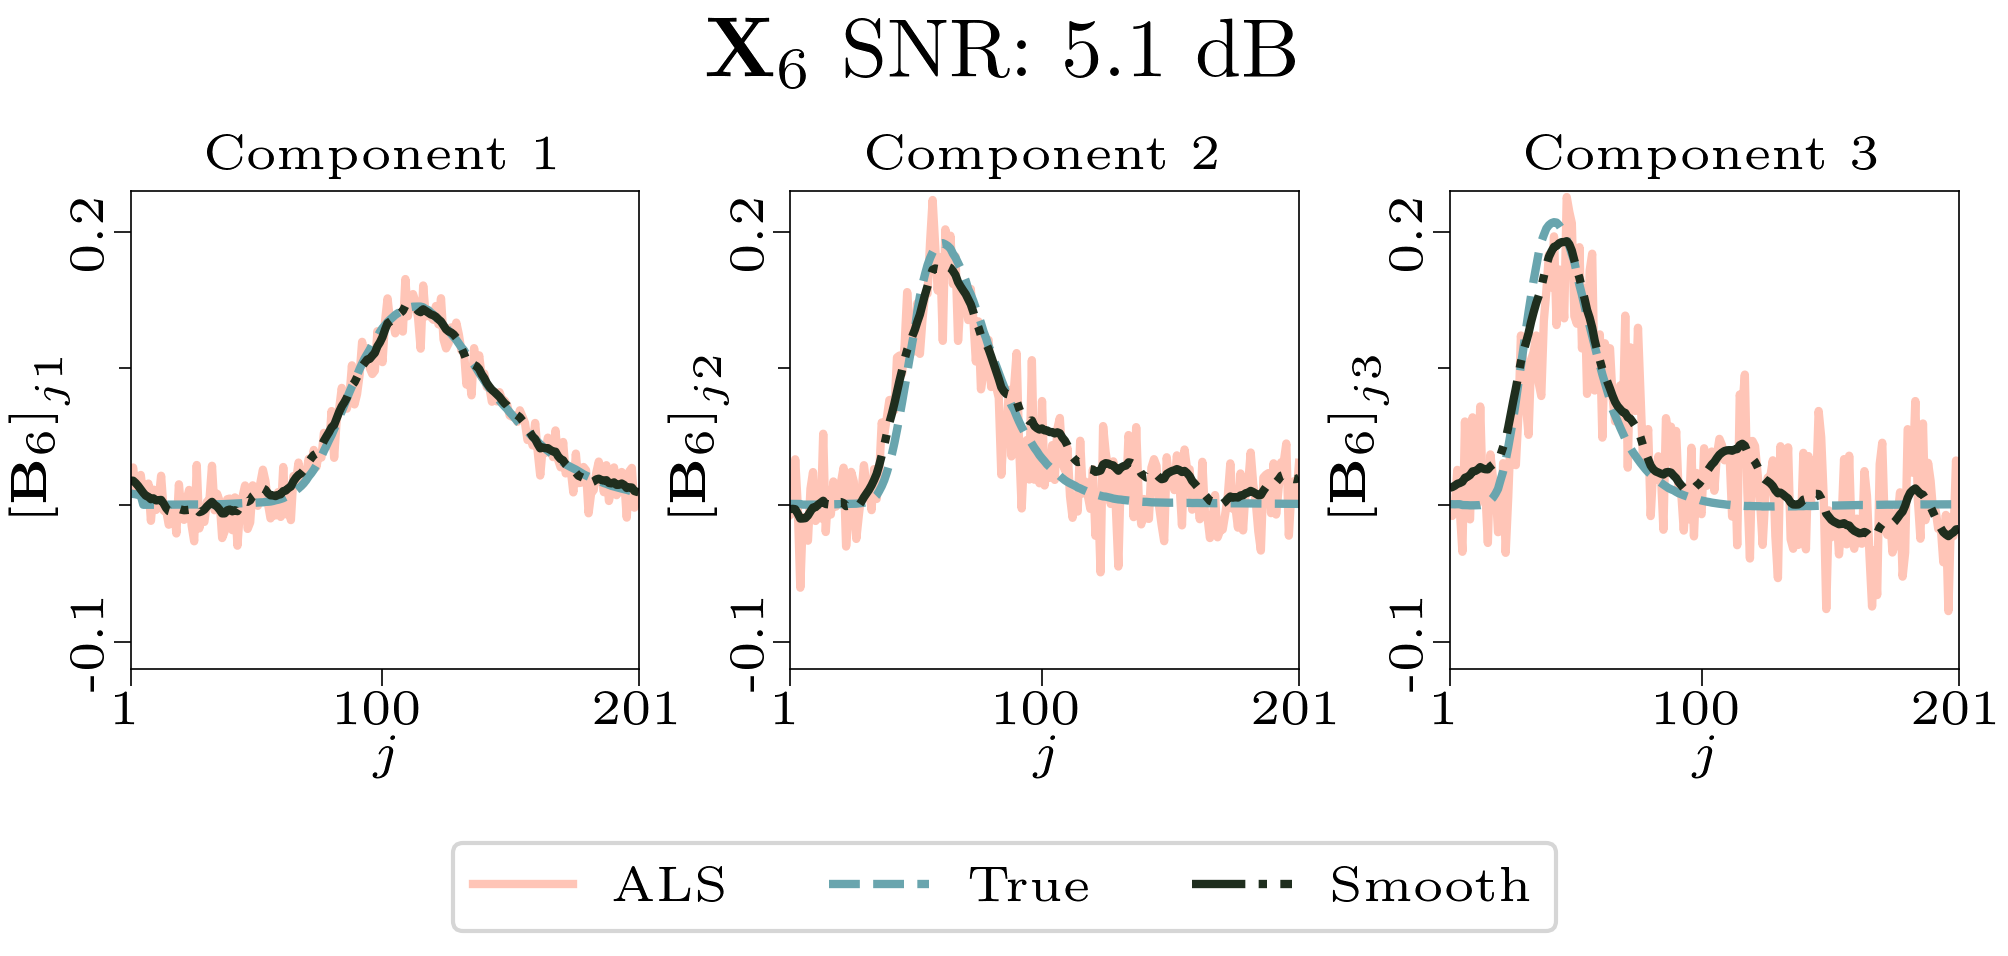 X₆ SNR: 5.1 dB
Component 1
Component 2
Component 3
[B₆]ⱼ₁
0.2
-0.1
1
100
201
j
[B₆]ⱼ₂
0.2
-0.1
1
100
201
j
[B₆]ⱼ₃
0.2
-0.1
1
100
201
j
ALS
True
Smooth